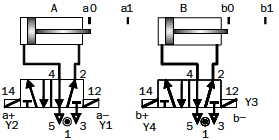 A a0 a1 B b0 b1
4 2 4 2
14 12 14 12 Y3
a+ a- b+ b-
Y2 5 3 Y1 Y4 5 3
1 1